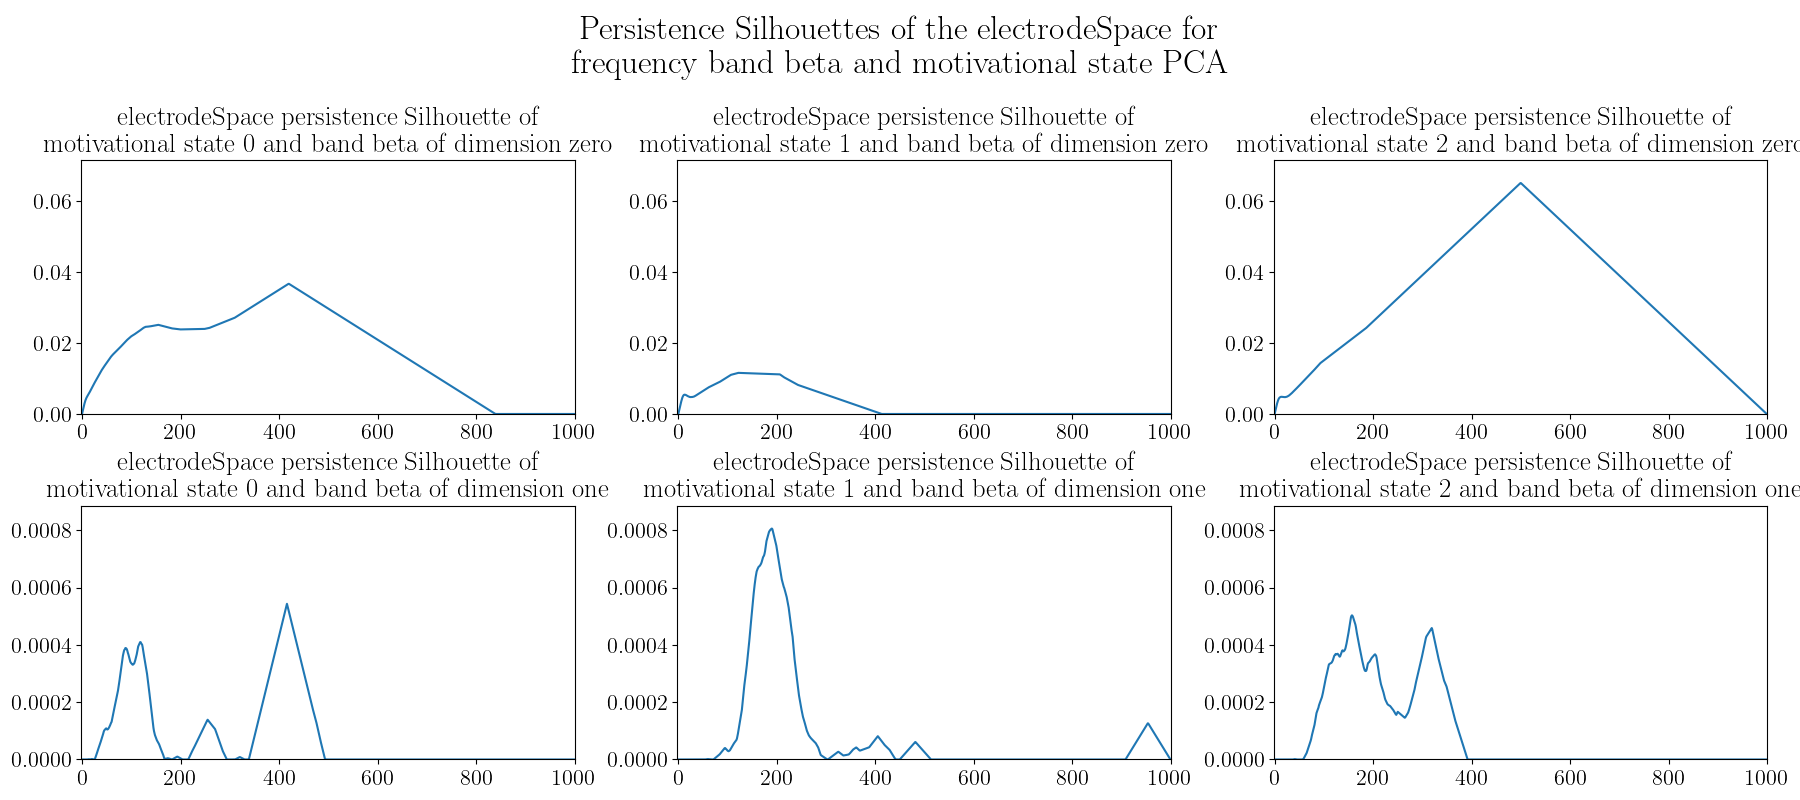 Persistence Silhouettes of the electrodeSpace for
frequency band beta and motivational state PCA
electrodeSpace persistence Silhouette of
motivational state 0 and band beta of dimension zero
0.06
0.04
0.02
0.00
0 200 400 600 800 1000
electrodeSpace persistence Silhouette of
motivational state 1 and band beta of dimension zero
0.06
0.04
0.02
0.00
0 200 400 600 800 1000
electrodeSpace persistence Silhouette of
motivational state 2 and band beta of dimension zero
0.06
0.04
0.02
0.00
0 200 400 600 800 1000
electrodeSpace persistence Silhouette of
motivational state 0 and band beta of dimension one
0.0008
0.0006
0.0004
0.0002
0.0000
0 200 400 600 800 1000
electrodeSpace persistence Silhouette of
motivational state 1 and band beta of dimension one
0.0008
0.0006
0.0004
0.0002
0.0000
0 200 400 600 800 1000
electrodeSpace persistence Silhouette of
motivational state 2 and band beta of dimension one
0.0008
0.0006
0.0004
0.0002
0.0000
0 200 400 600 800 1000